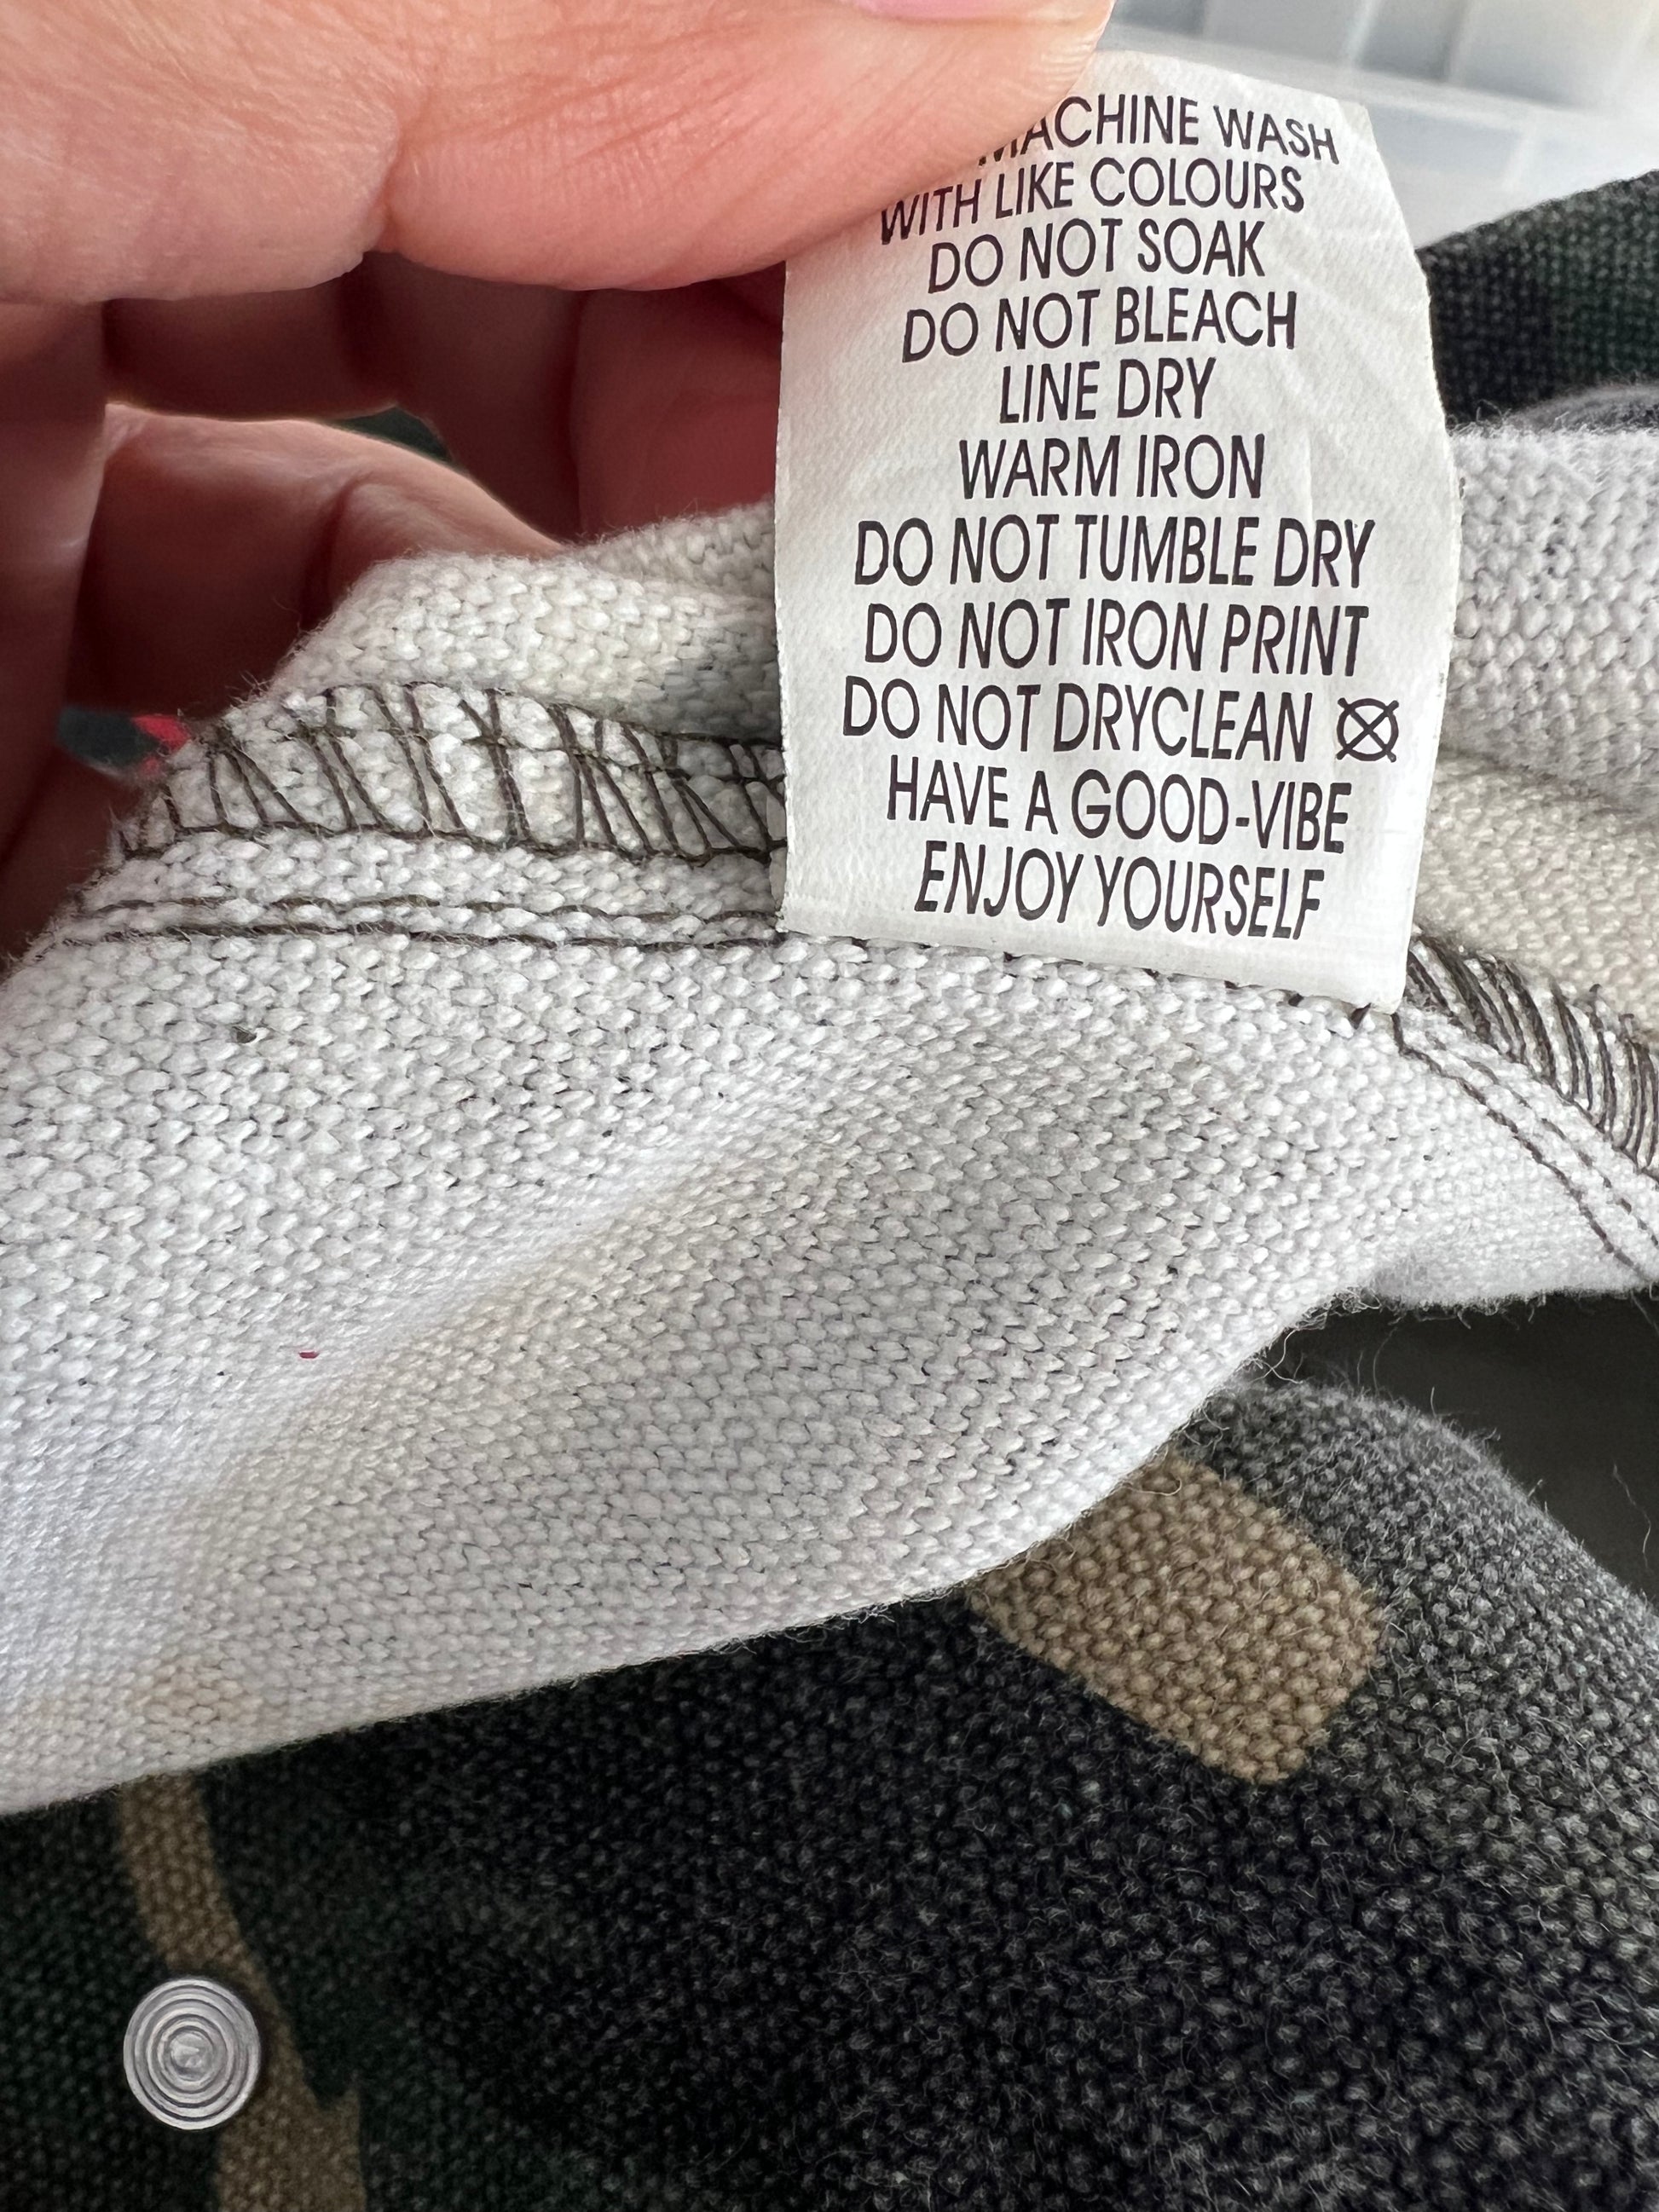 MACHINE WASH
WITH LIKE COLOURS
DO NOT SOAK
DO NOT BLEACH
LINE DRY
WARM IRON
DO NOT TUMBLE DRY
DO NOT IRON PRINT
DO NOT DRYCLEAN
HAVE A GOOD-VIBE
ENJOY YOURSELF